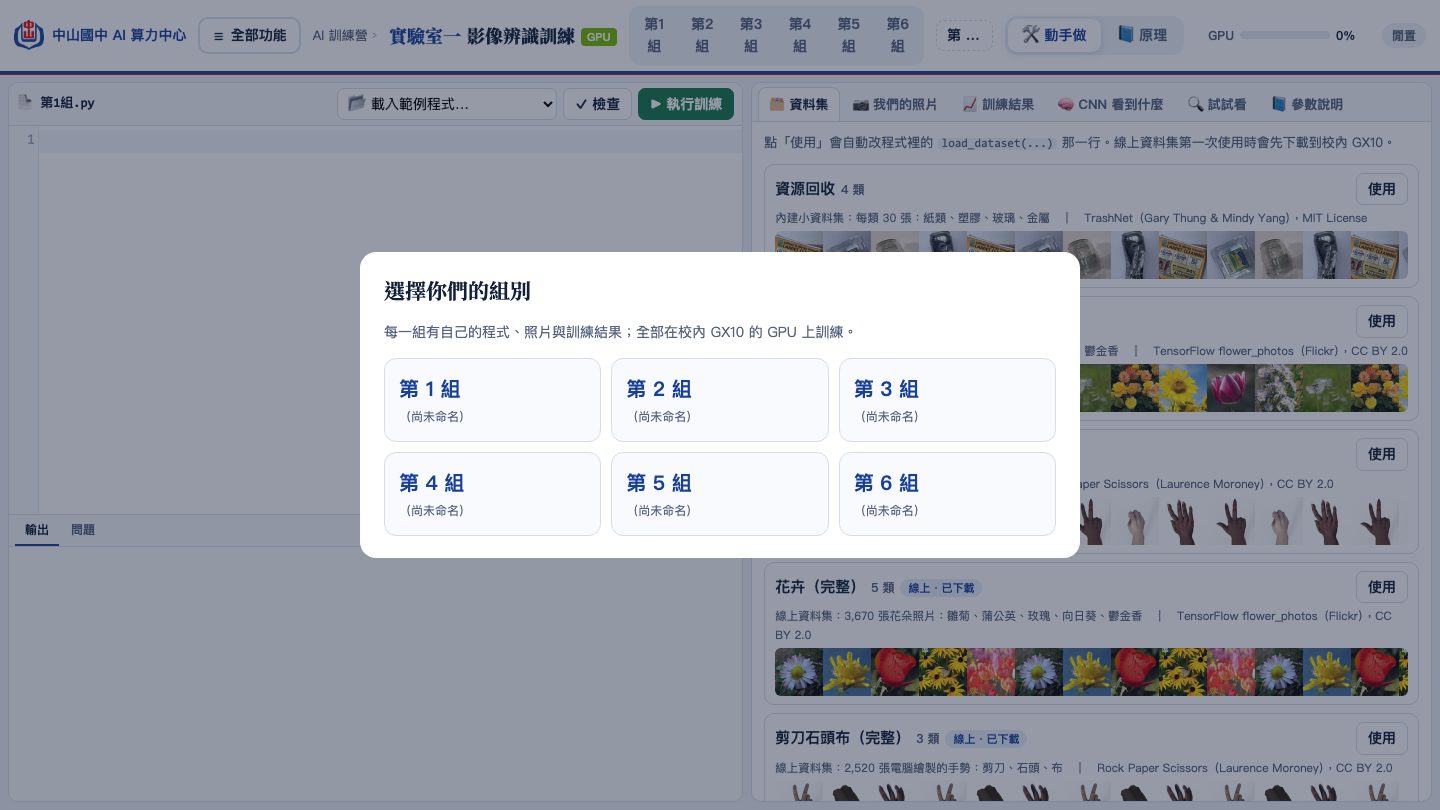 中山國中 AI 算力中心
≡ 全部功能
AI 訓練營 ›
實驗室一 影像辨識訓練
GPU
第1組
第2組
第3組
第4組
第5組
第6組
第 ...
動手做
原理
GPU
0%
閒置
第1組.py
載入範例程式...
✓ 檢查
▶ 執行訓練
1
輸出
問題
資料集
我們的照片
訓練結果
CNN 看到什麼
試試看
參數說明
點「使用」會自動改程式裡的 load_dataset(...) 那一行。線上資料集第一次使用時會先下載到校內 GX10。
資源回收 4 類
使用
內建小資料集：每類 30 張：紙類、塑膠、玻璃、金屬 | TrashNet (Gary Thung & Mindy Yang)，MIT License
使用
鬱金香 | TensorFlow flower_photos (Flickr)，CC BY 2.0
使用
aper Scissors (Laurence Moroney)，CC BY 2.0
花卉（完整） 5 類 線上 · 已下載
使用
線上資料集：3,670 張花朵照片：雛菊、蒲公英、玫瑰、向日葵、鬱金香 | TensorFlow flower_photos (Flickr)，CC
BY 2.0
剪刀石頭布（完整） 3 類 線上 · 已下載
使用
線上資料集：2,520 張電腦繪製的手勢：剪刀、石頭、布 | Rock Paper Scissors (Laurence Moroney)，CC BY 2.0
選擇你們的組別
每一組有自己的程式、照片與訓練結果；全部在校內 GX10 的 GPU 上訓練。
第 1 組
（尚未命名）
第 2 組
（尚未命名）
第 3 組
（尚未命名）
第 4 組
（尚未命名）
第 5 組
（尚未命名）
第 6 組
（尚未命名）